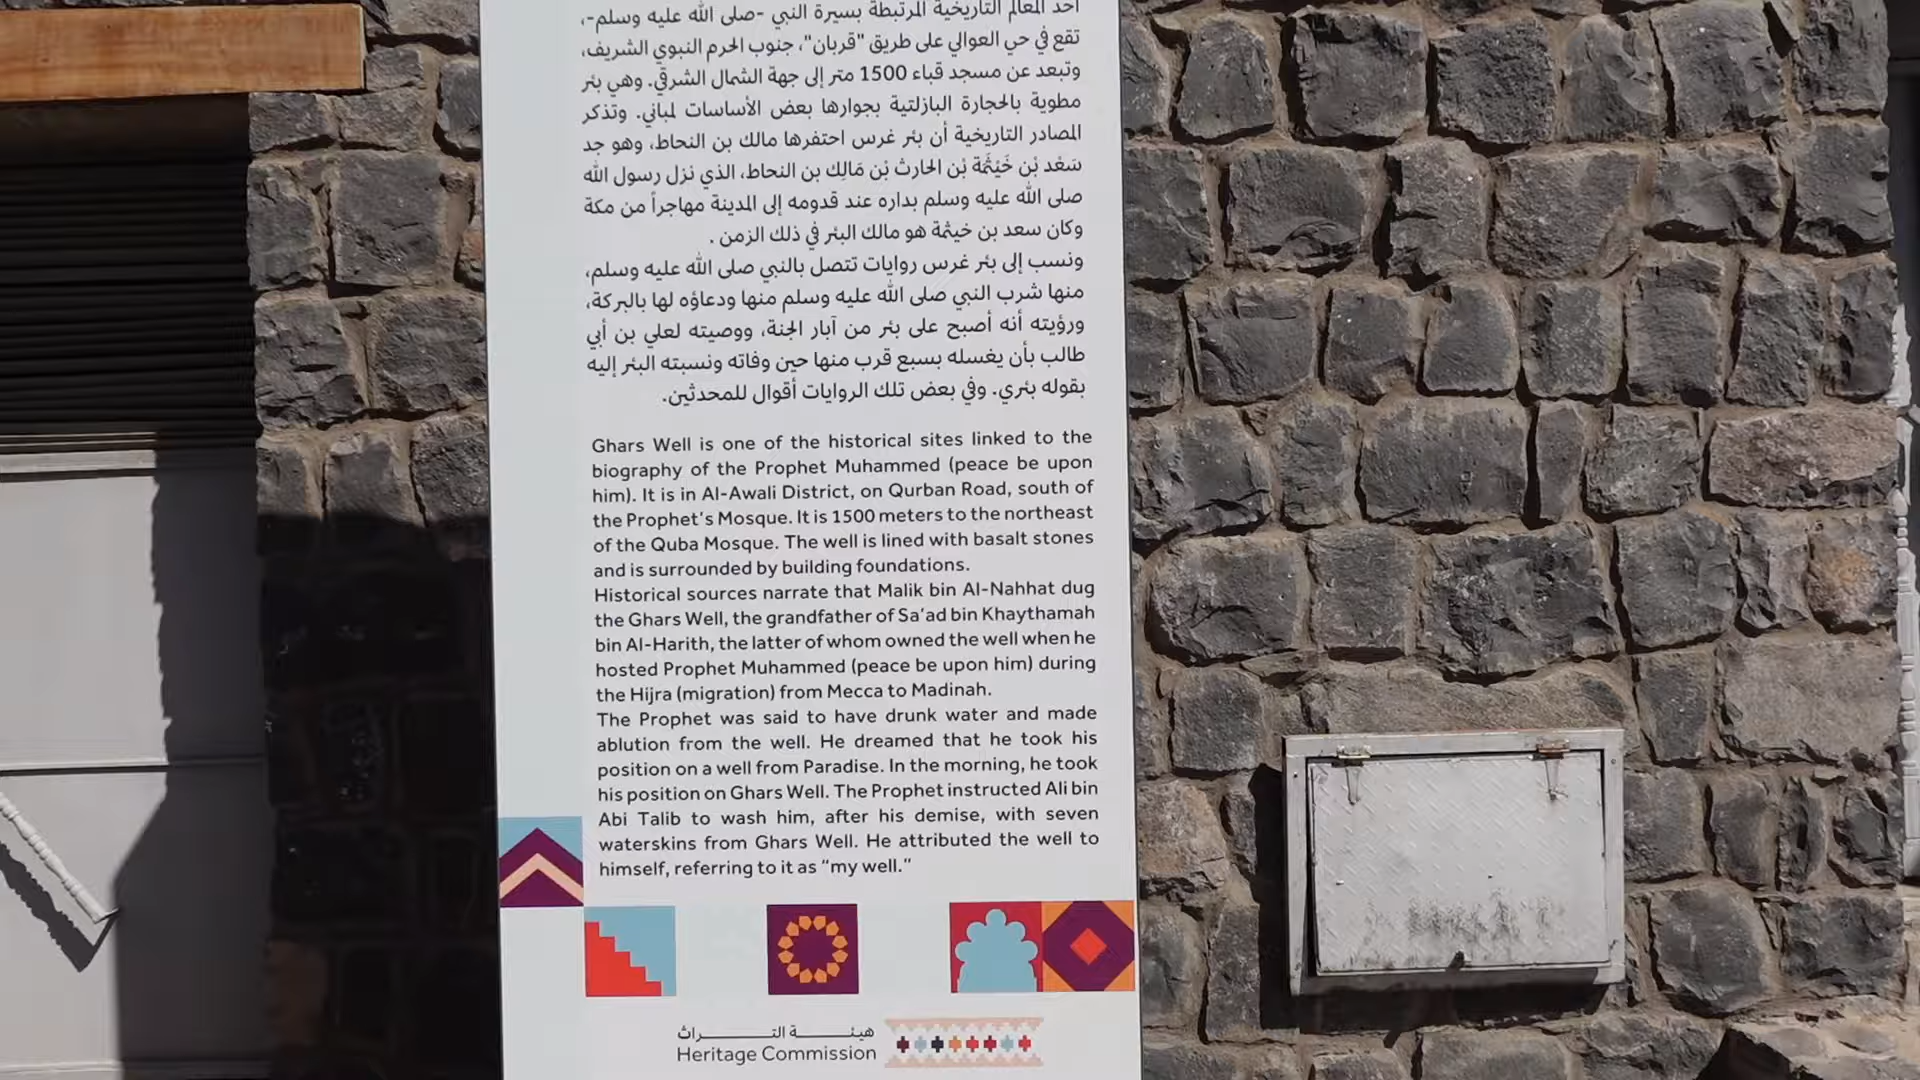 أحد المعالم التاريخية المرتبطة بسيرة النبي -صلى الله عليه وسلم-،
تقع في حي العوالي على طريق "قربان"، جنوب الحرم النبوي الشريف،
وتبعد عن مسجد قباء 1500 متر إلى جهة الشمال الشرقي. وهي بئر
مطوية بالحجارة البازلتية بجوارها بعض الأساسات لمباني. وتذكر
المصادر التاريخية أن بئر غرس احتفرها مالك بن النحاط، وهو جد
سَعْد بْن خَيْثَمَة بْن الحارث بْن مَالِك بن النحاط، الذي نزل رسول الله
صلى الله عليه وسلم بداره عند قدومه إلى المدينة مهاجراً من مكة
وكان سعد بن خيثمة هو مالك البئر في ذلك الزمن .
ونسب إلى بئر غرس روايات تتصل بالنبي صلى الله عليه وسلم،
منها شرب النبي صلى الله عليه وسلم منها ودعاؤه لها بالبركة،
ورؤيته أنه أصبح على بئر من آبار الجنة، ووصيته لعلي بن أبي
طالب بأن يغسله بسبع قرب منها حين وفاته ونسبته البئر إليه
بقوله بئري. وفي بعض تلك الروايات أقوال للمحدثين.
Ghars Well is one of the historical sites linked to the
biography of the Prophet Muhammed (peace be upon
him). It is in Al-Awali District, on Qurban Road, south of
the Prophet's Mosque. It is 1500 meters to the northeast
of the Quba Mosque. The well is lined with basalt stones
and is surrounded by building foundations.
Historical sources narrate that Malik bin Al-Nahhat dug
the Ghars Well, the grandfather of Sa'ad bin Khaythamah
bin Al-Harith, the latter of whom owned the well when he
hosted Prophet Muhammed (peace be upon him) during
the Hijra (migration) from Mecca to Madinah.
The Prophet was said to have drunk water and made
ablution from the well. He dreamed that he took his
position on a well from Paradise. In the morning, he took
his position on Ghars Well. The Prophet instructed Ali bin
Abi Talib to wash him, after his demise, with seven
waterskins from Ghars Well. He attributed the well to
himself, referring to it as "my well."
هيئة التراث
Heritage Commission